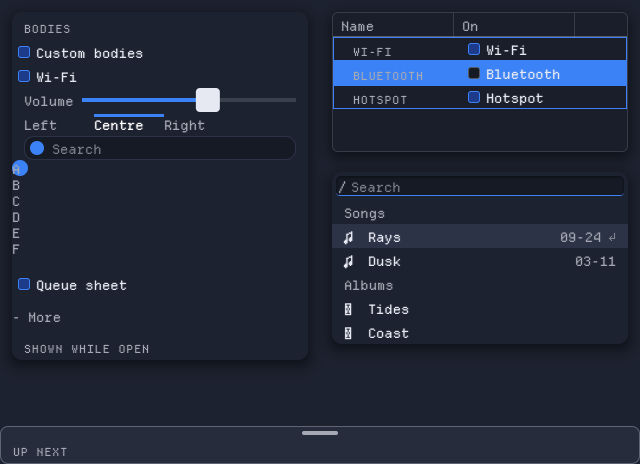 BODIES
Custom bodies
Wi-Fi
Volume
Left Centre Right
Search
A
B
C
D
E
F
Queue sheet
- More
SHOWN WHILE OPEN
Name On
WI-FI Wi-Fi
BLUETOOTH Bluetooth
HOTSPOT Hotspot
/ Search
Songs
Rays 09-24
Dusk 03-11
Albums
Tides
Coast
UP NEXT